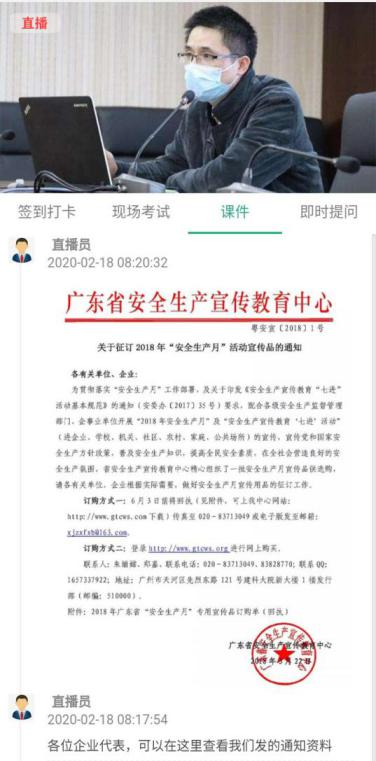 直播
签到打卡 现场考试 课件 即时提问
直播员
2020-02-18 08:20:32
广东省安全生产宣传教育中心
粤安宣〔2018〕1号
关于征订 2018 年“安全生产月”活动宣传品的通知
各有关单位、企业:
为贯彻落实“安全生产月”工作部署,及关于印发《安全生产宣传教育“七进”
活动基本规范》的通知(安委办〔2017〕35 号)要求,配合各级安全生产监督管理
部门、企事业单位开展“2018 年安全生产月”及“安全生产宣传教育‘七进’活动”
(进企业、学校、机关、社区、农村、家庭、公共场所)的宣传,宣传党和国家安
全生产方针政策,普及安全生产知识,提高全民安全素质,在全社会营造良好的安
全生产氛围,省安全生产宣传教育中心精心组织了一批安全生产月宣传品供选购,
请各有关单位、企业根据实际需要,做好安全生产月宣传用品的征订工作。
订购方式一:6 月 3 日前将回执(见附件,可上我中心网站:
http://www.gtcws.com 下载)传真至 020-83713049 或电子版发至邮箱:
xjzxfxb@163.com。
订购方式二:登录 http://www.gtcws.org 进行网上购买。
联系人:朱 、郑嘉、联系电话:020-83713049、83828770;联系 QQ:
1657337922;地址:广州市天河区先烈东路 121 号建科大院新大楼 1 楼发行
部(邮编:510000)。
附件:2018 年广东省“安全生产月”专用宣传品订购单(回执)
广东省安全生产宣传教育中心
2018 年 月 22 日
直播员
2020-02-18 08:17:54
各位企业代表,可以在这里查看我们发的通知资料